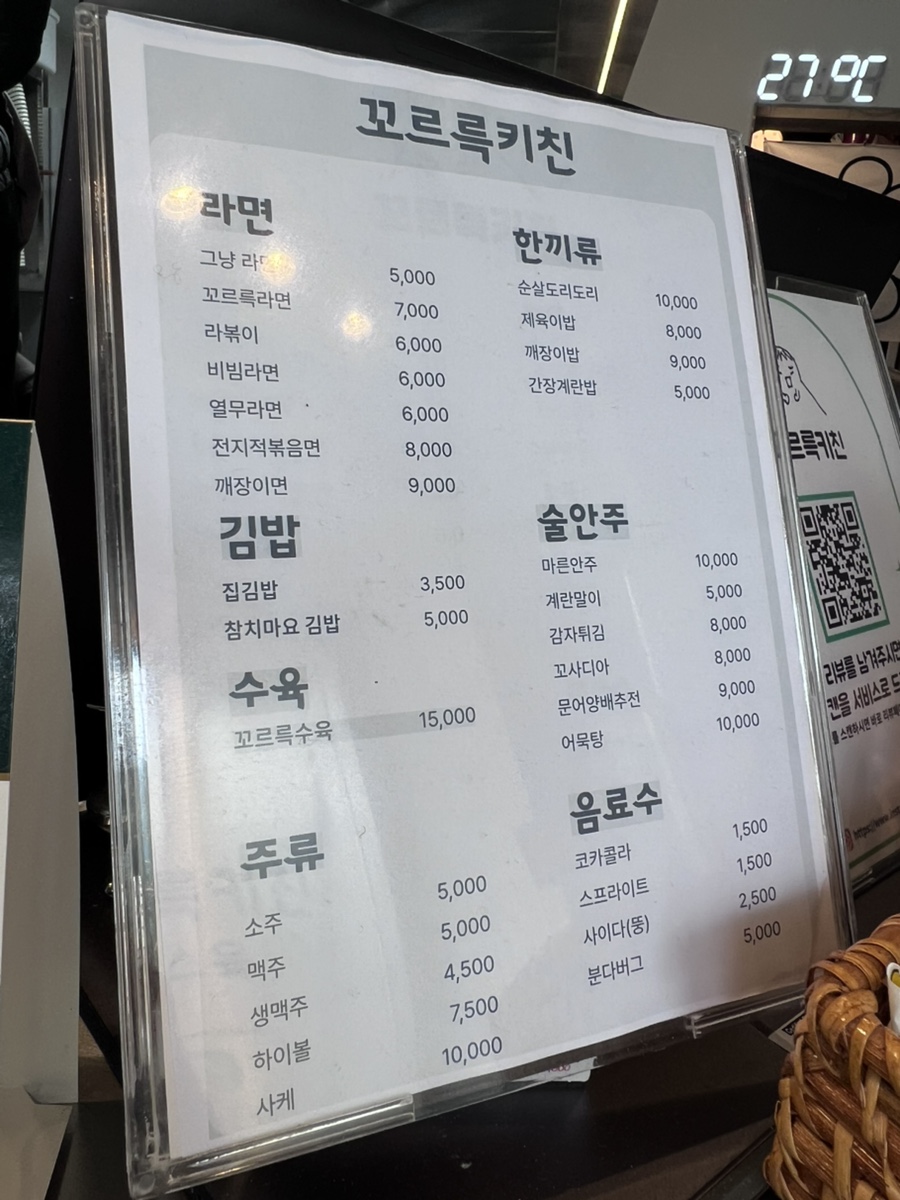 꼬르륵키친
라면
그냥 라면 5,000
꼬르륵라면 7,000
라볶이 6,000
비빔라면 6,000
열무라면 6,000
전지적볶음면 8,000
깨장이면 9,000
김밥
집김밥 3,500
참치마요 김밥 5,000
수육
꼬르륵수육 15,000
주류
소주 5,000
맥주 5,000
생맥주 4,500
하이볼 7,500
사케 10,000
한끼류
순살도리도리 10,000
제육이밥 8,000
깨장이밥 9,000
간장계란밥 5,000
술안주
마른안주 10,000
계란말이 5,000
감자튀김 8,000
꼬사디아 8,000
문어양배추전 9,000
어묵탕 10,000
음료수
코카콜라 1,500
스프라이트 1,500
사이다(뚱) 2,500
분다버그 5,000
27℃
르륵키친
리뷰를 남겨주시면
캔을 서비스로 드